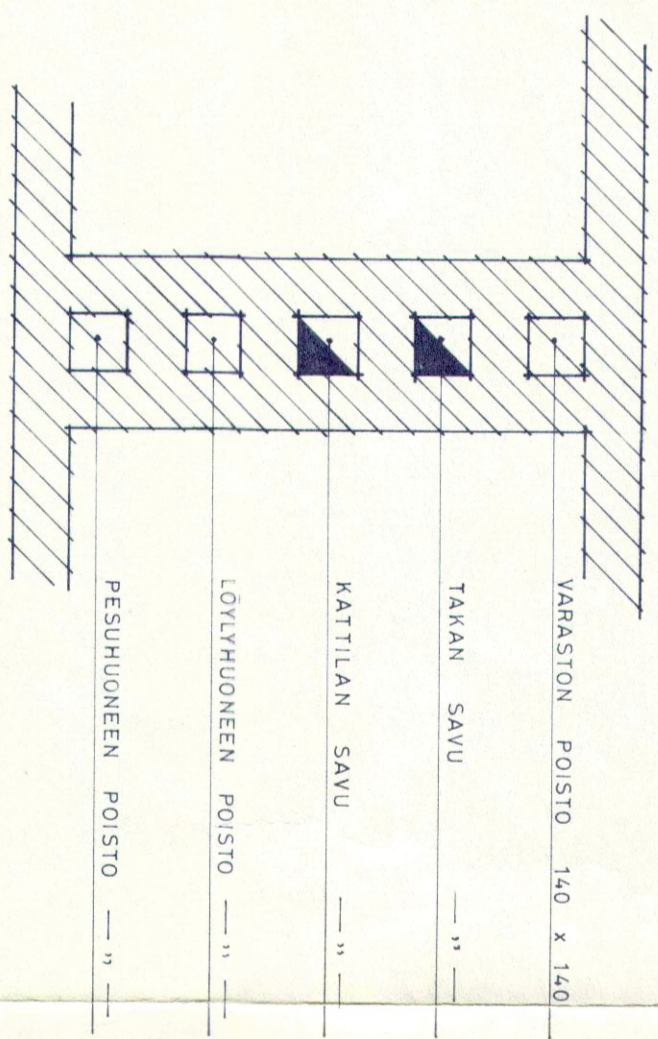 VARASTON POISTO 140 x 140
TAKAN SAVU — ” —
KATTILAN SAVU — ” —
LÖYLYHUONEEN POISTO — ” —
PESUHUONEEN POISTO — ” —